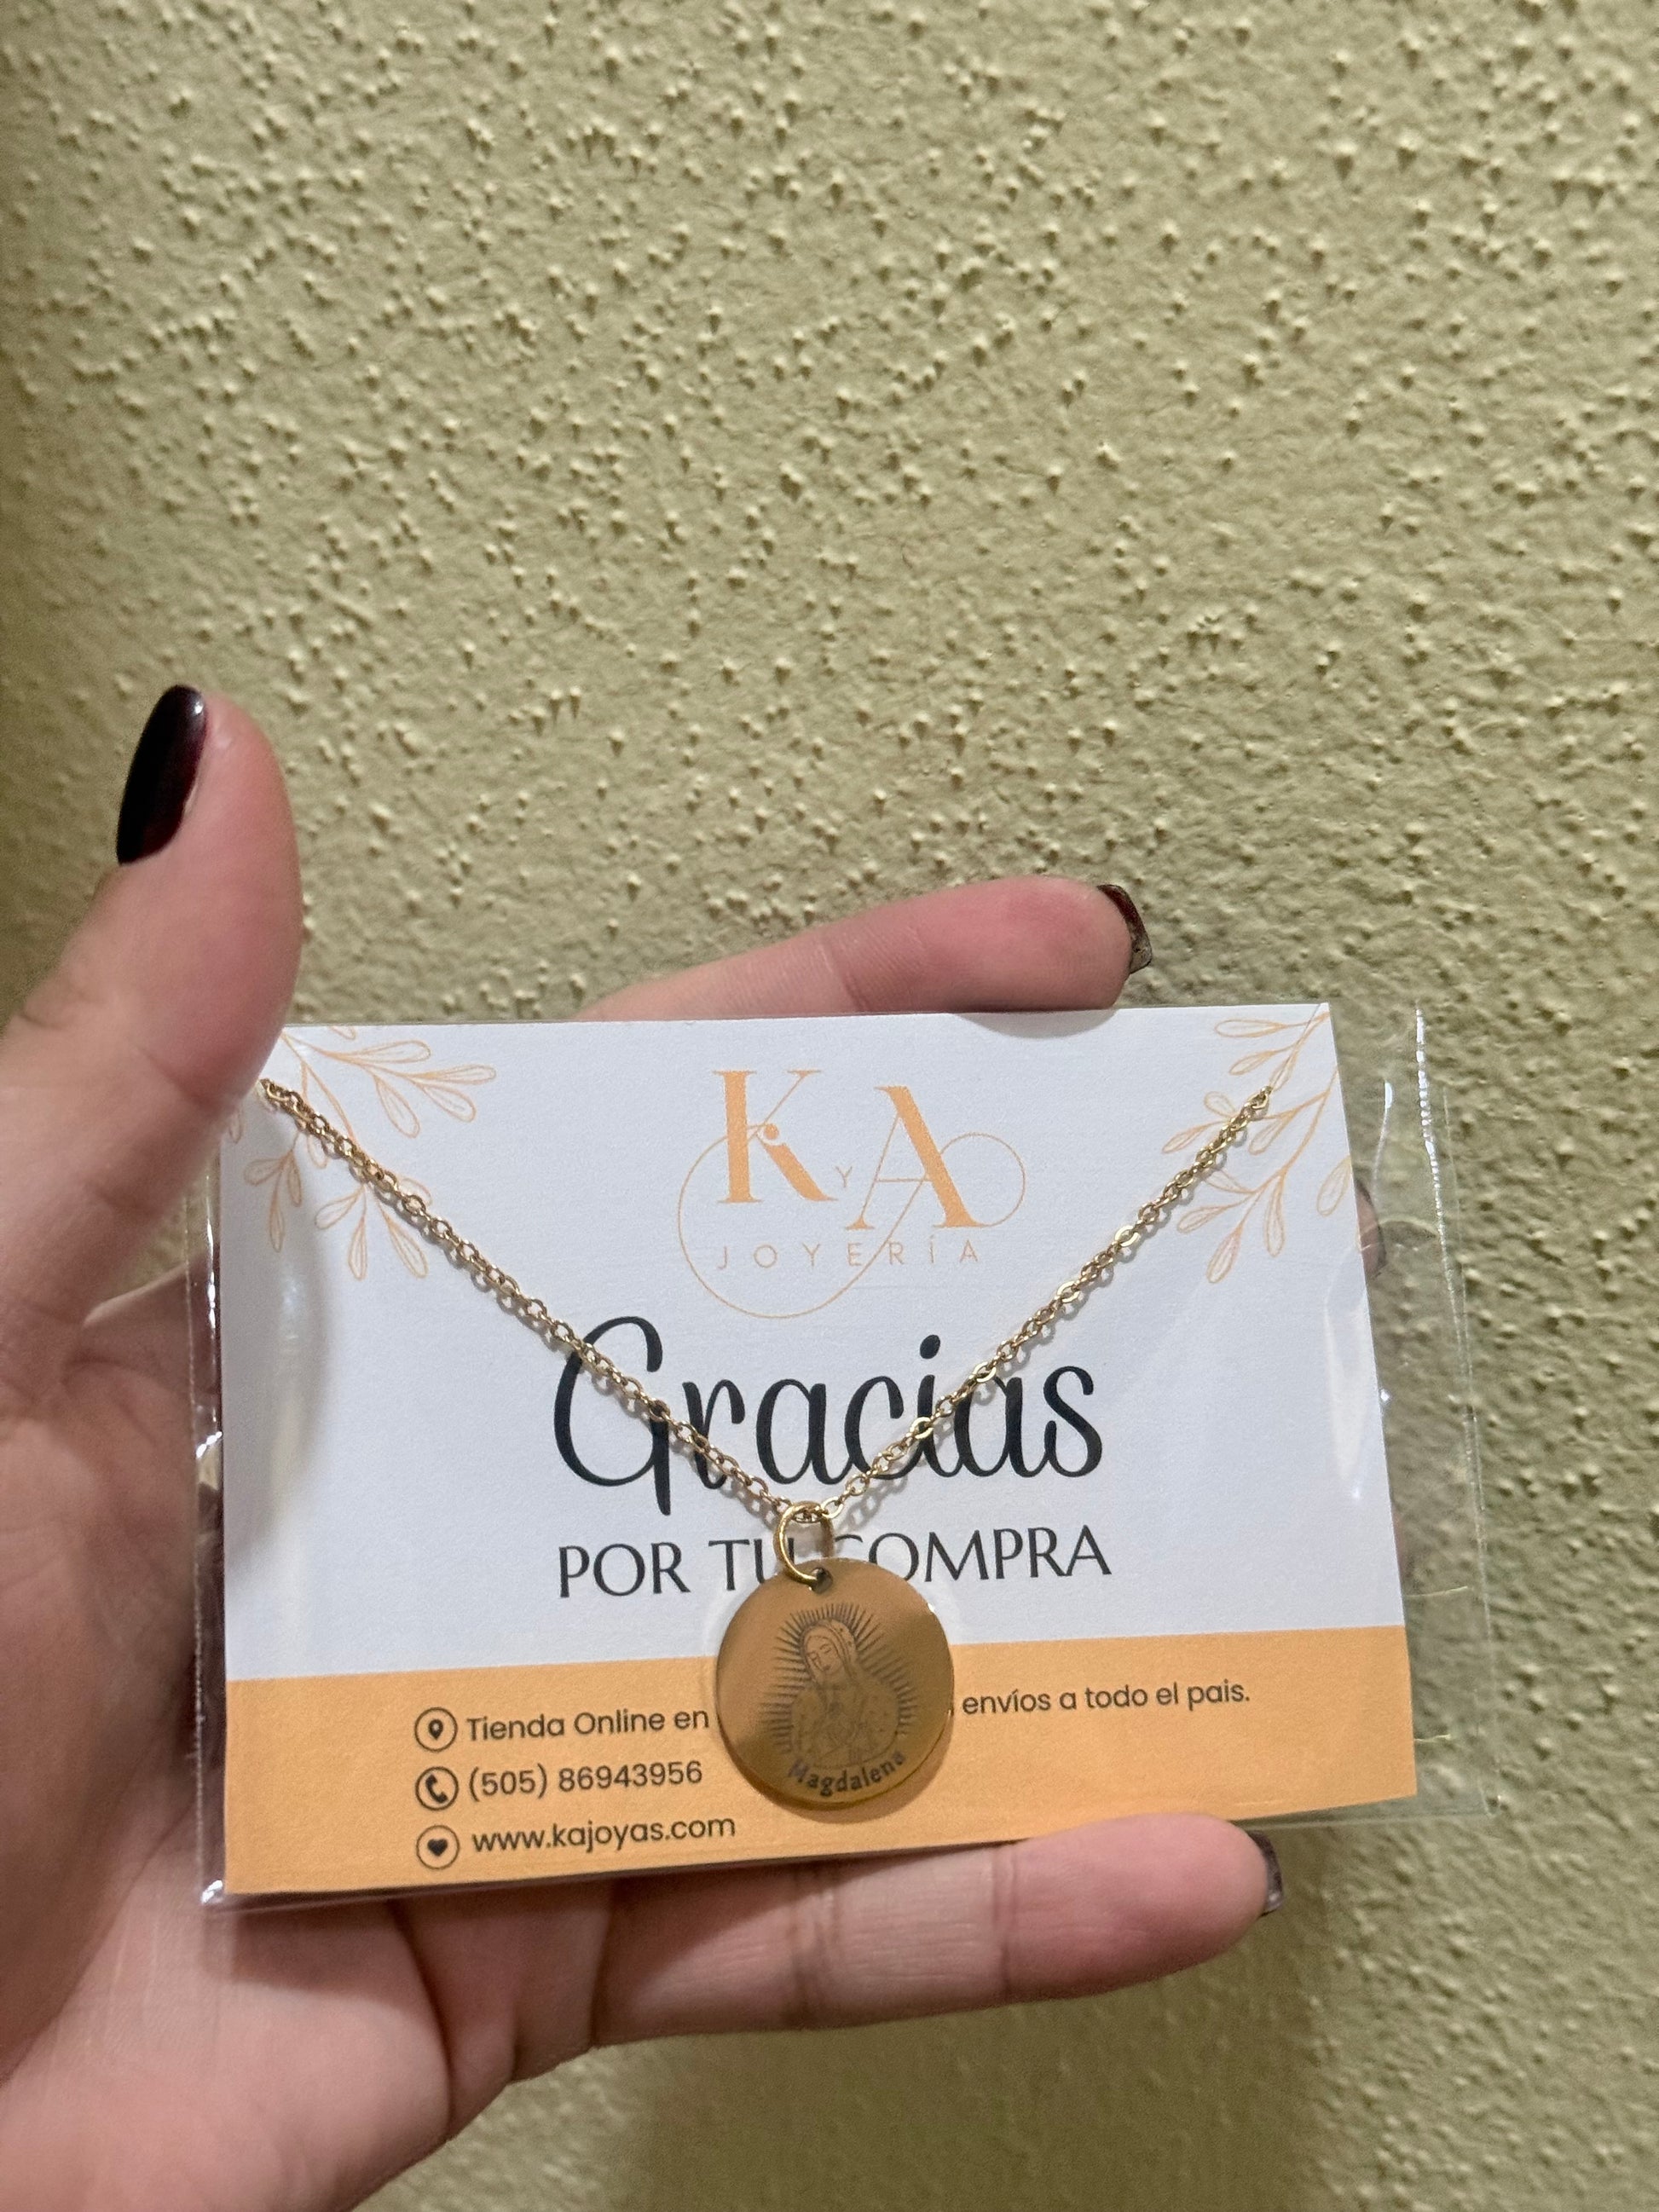 K Y A
JOYERÍA
Gracias
POR TU COMPRA
Tienda Online en envíos a todo el pais.
(505) 86943956
www.kajoyas.com
Magdalena